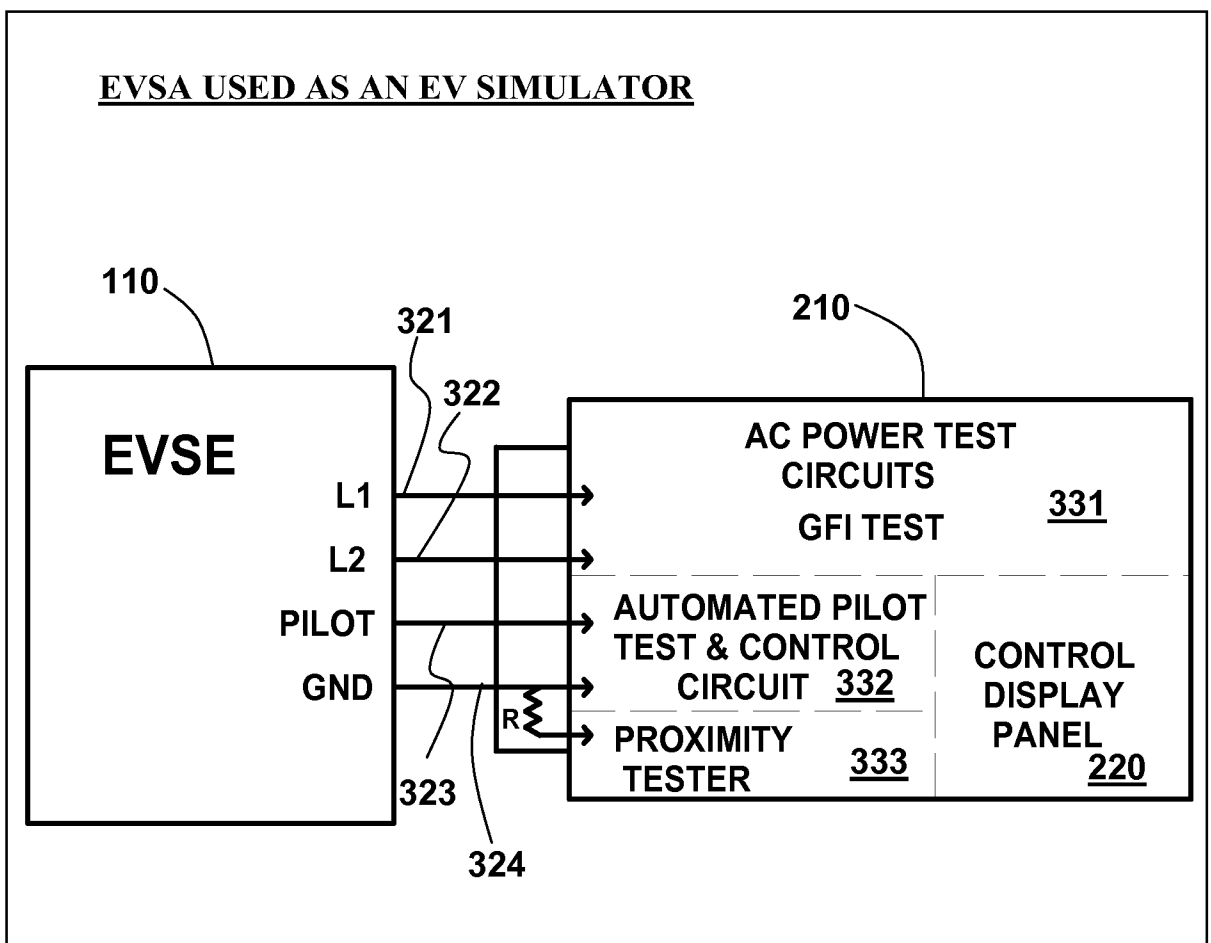 EVSA USED AS AN EV SIMULATOR
110
210
321
322
EVSE
L1
L2
PILOT
GND
AC POWER TEST
CIRCUITS
GFI TEST
331
AUTOMATED PILOT
TEST & CONTROL
CIRCUIT 332
R
PROXIMITY
TESTER
333
CONTROL
DISPLAY
PANEL
220
323
324